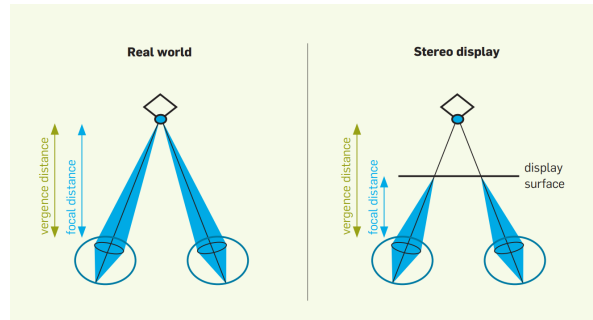 Real world
vergence distance
focal distance
Stereo display
vergence distance
focal distance
display
surface